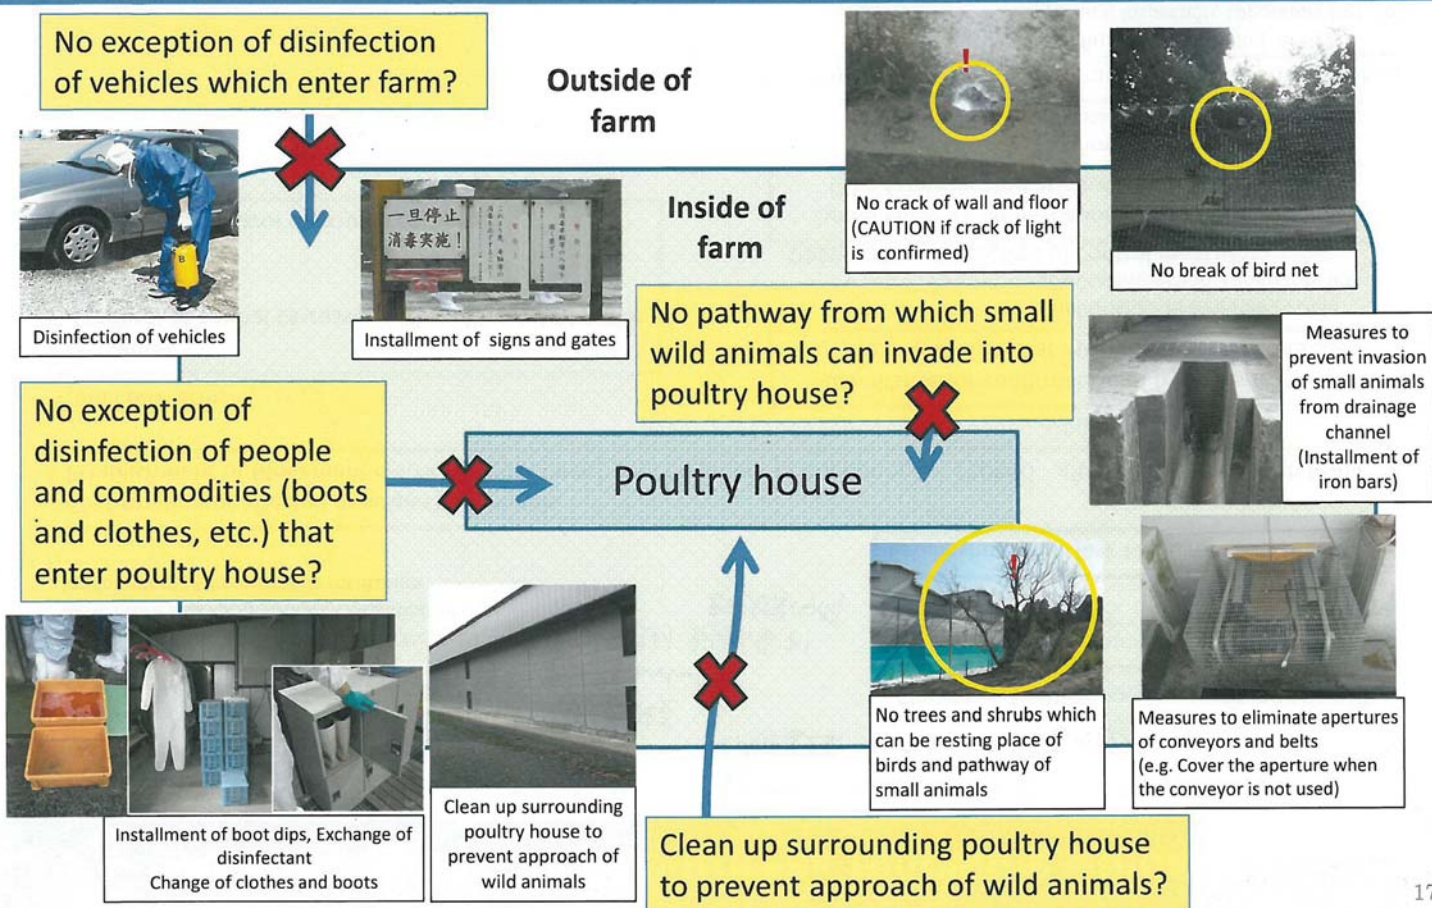 No exception of disinfection
of vehicles which enter farm?
Outside of
farm
Disinfection of vehicles
一旦停止
消毒実施！
Installment of signs and gates
Inside of
farm
No crack of wall and floor
(CAUTION if crack of light
is confirmed)
!
No break of bird net
No pathway from which small
wild animals can invade into
poultry house?
Measures to
prevent invasion
of small animals
from drainage
channel
(Installment of
iron bars)
No exception of
disinfection of people
and commodities (boots
and clothes, etc.) that
enter poultry house?
Poultry house
!
B
Installment of boot dips, Exchange of
disinfectant
Change of clothes and boots
Clean up surrounding
poultry house to
prevent approach of
wild animals
No trees and shrubs which
can be resting place of
birds and pathway of
small animals
Measures to eliminate apertures
of conveyors and belts
(e.g. Cover the aperture when
the conveyor is not used)
Clean up surrounding poultry house
to prevent approach of wild animals?
17